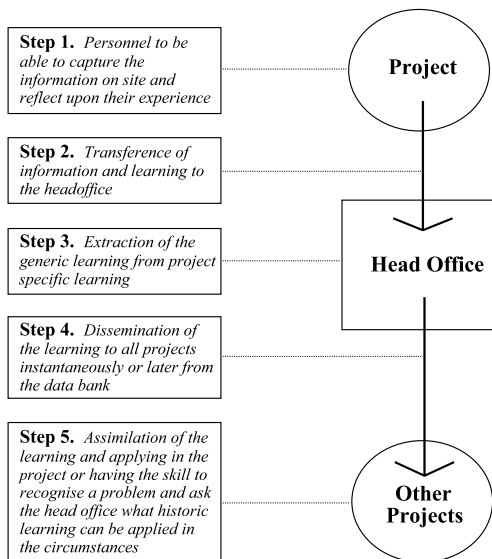 Step 1. Personnel to be
able to capture the
information on site and
reflect upon their experience
Project
Step 2. Transference of
information and learning to
the headoffice
Step 3. Extraction of the
generic learning from project
specific learning
Head Office
Step 4. Dissemination of
the learning to all projects
instantaneously or later from
the data bank
Step 5. Assimilation of the
learning and applying in the
project or having the skill to
recognise a problem and ask
the head office what historic
learning can be applied in
the circumstances
Other
Projects